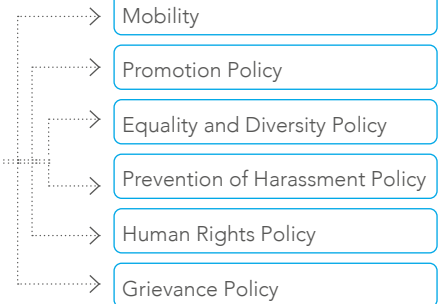 Mobility
Promotion Policy
Equality and Diversity Policy
Prevention of Harassment Policy
Human Rights Policy
Grievance Policy